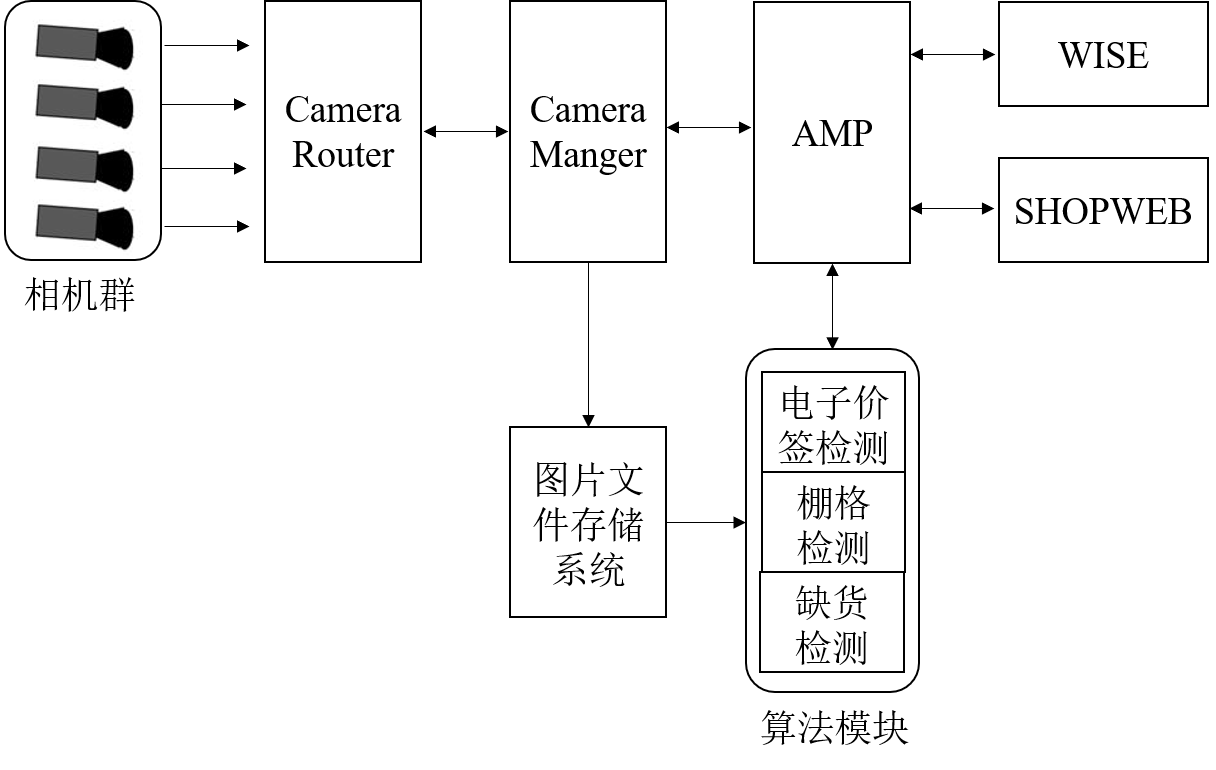 相机群
Camera
Router
Camera
Manger
AMP
WISE
SHOPWEB
图片文
件存储
系统
电子价
签检测
棚格
检测
缺货
检测
算法模块